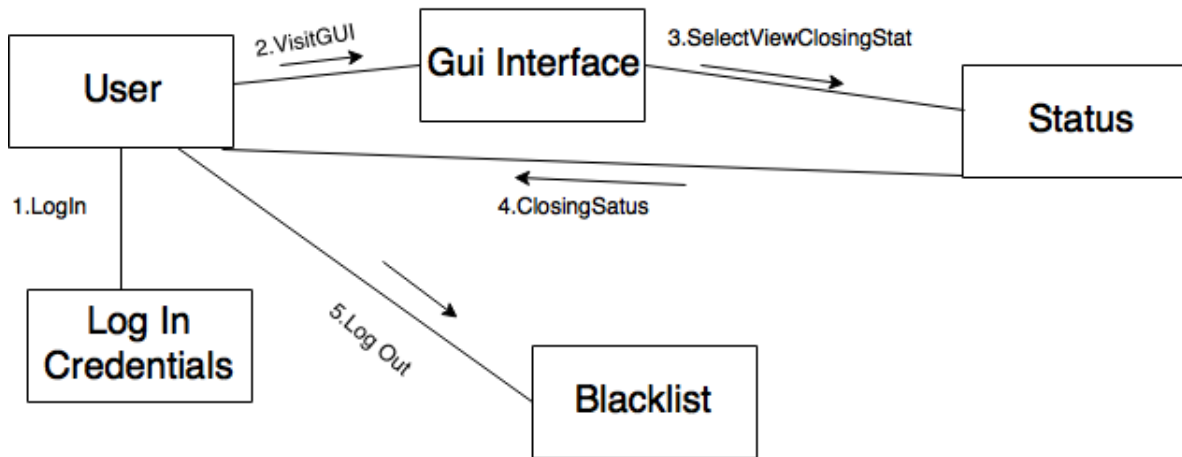 2.VisitGUI
3.SelectViewClosingStat
User
Gui Interface
Status
1.LogIn
4.ClosingSatus
Log In
Credentials
5.Log Out
Blacklist